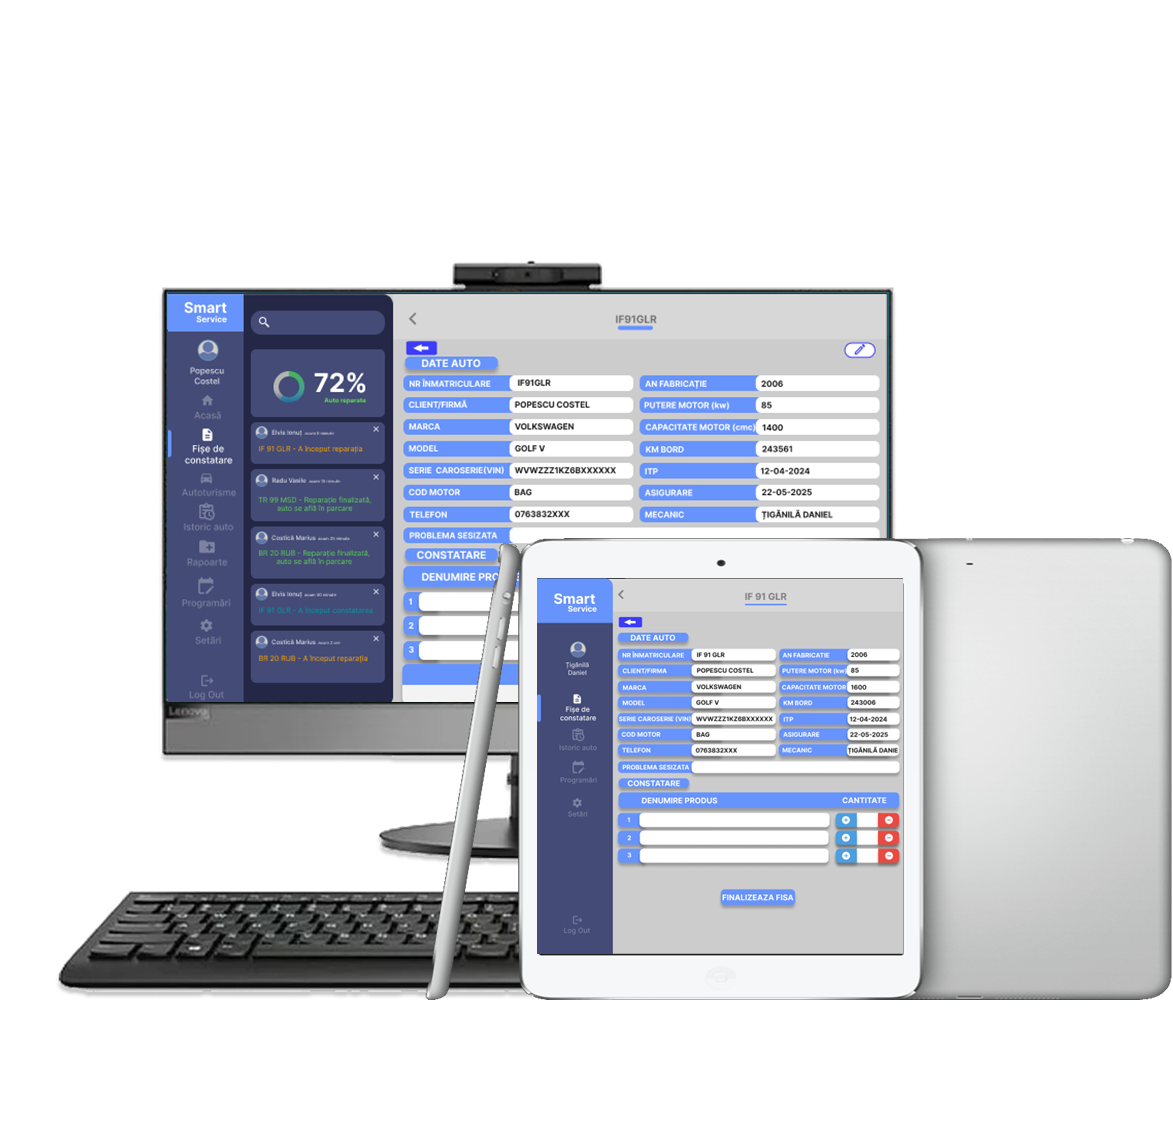 Smart
Service
Popescu
Costel
Acasă
Fișe de
constatare
Autoturisme
Istoric auto
Rapoarte
Programări
Setări
Log Out
72%
Auto reparate
Elvis Ionuț acum 5 minute
IF 91 GLR - A început reparația
Radu Vasile
TR 99 MSD - Reparație finalizată,
auto se află în parcare
Costică Marius
BR 20 RUB - Reparație finalizată,
auto se află în parcare
Elvis Ionuț
IF 91 GLR - A început constatarea
Costică Marius
BR 20 RUB - A început reparația
IF91GLR
DATE AUTO
NR ÎNMATRICULARE IF91GLR AN FABRICAȚIE 2006
CLIENT/FIRMĂ POPESCU COSTEL PUTERE MOTOR (kw) 85
MARCA VOLKSWAGEN CAPACITATE MOTOR (cmc) 1400
MODEL GOLF V KM BORD 243561
SERIE CAROSERIE(VIN) WVWZZZ1KZ6BXXXXXX ITP 12-04-2024
COD MOTOR BAG ASIGURARE 22-05-2025
TELEFON 0763832XXX MECANIC ȚIGĂNILĂ DANIEL
PROBLEMA SESIZATA
CONSTATARE
DENUMIRE PRODU
1
2
3
Lenovo
Smart
Service
Țigănilă
Daniel
Fișe de
constatare
Istoric auto
Programări
Setări
Log Out
IF 91 GLR
DATE AUTO
NR ÎNMATRICULARE IF 91 GLR AN FABRICATIE 2006
CLIENT/FIRMA POPESCU COSTEL PUTERE MOTOR (kw) 85
MARCA VOLKSWAGEN CAPACITATE MOTOR 1600
MODEL GOLF V KM BORD 243006
SERIE CAROSERIE (VIN) WVWZZZ1KZ6BXXXXXX ITP 12-04-2024
COD MOTOR BAG ASIGURARE 22-05-2025
TELEFON 0763832XXX MECANIC ȚIGĂNILĂ DANIE
PROBLEMA SESIZATA
CONSTATARE
DENUMIRE PRODUS CANTITATE
1
2
3
FINALIZEAZA FISA